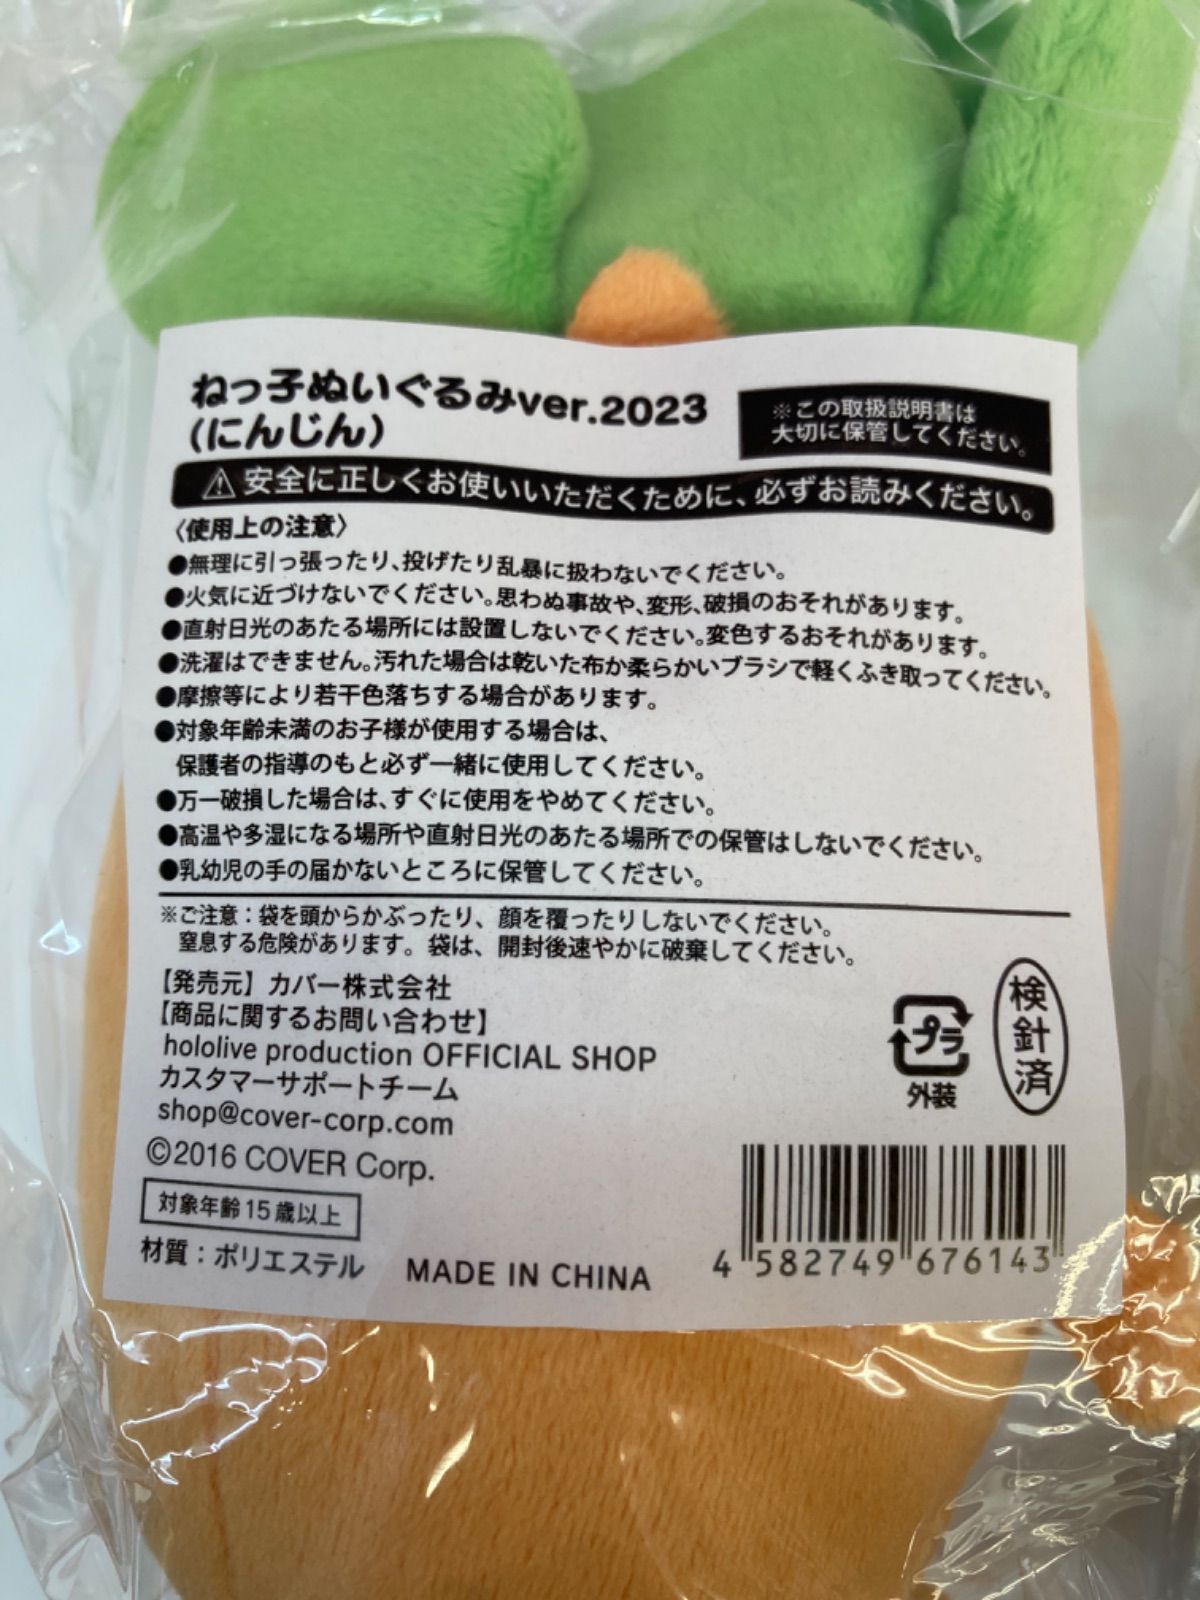 ねっ子ぬいぐるみver.2023
(にんじん)
※この取扱説明書は
大切に保管してください。
⚠安全に正しくお使いいただくために、必ずお読みください。
〈使用上の注意〉
●無理に引っ張ったり、投げたり乱暴に扱わないでください。
●火気に近づけないでください。思わぬ事故や、変形、破損のおそれがあります。
●直射日光のあたる場所には設置しないでください。変色するおそれがあります。
●洗濯はできません。汚れた場合は乾いた布か柔らかいブラシで軽くふき取ってください。
●摩擦等により若干色落ちする場合があります。
●対象年齢未満のお子様が使用する場合は、
保護者の指導のもと必ず一緒に使用してください。
●万一破損した場合は、すぐに使用をやめてください。
●高温や多湿になる場所や直射日光のあたる場所での保管はしないでください。
●乳幼児の手の届かないところに保管してください。
※ご注意：袋を頭からかぶったり、顔を覆ったりしないでください。
窒息する危険があります。袋は、開封後速やかに破棄してください。
【発売元】カバー株式会社
【商品に関するお問い合わせ】
hololive production OFFICIAL SHOP
カスタマーサポートチーム
shop@cover-corp.com
©2016 COVER Corp.
プラ
外装
検針済
対象年齢15歳以上
材質：ポリエステル
MADE IN CHINA
4 582749 676143